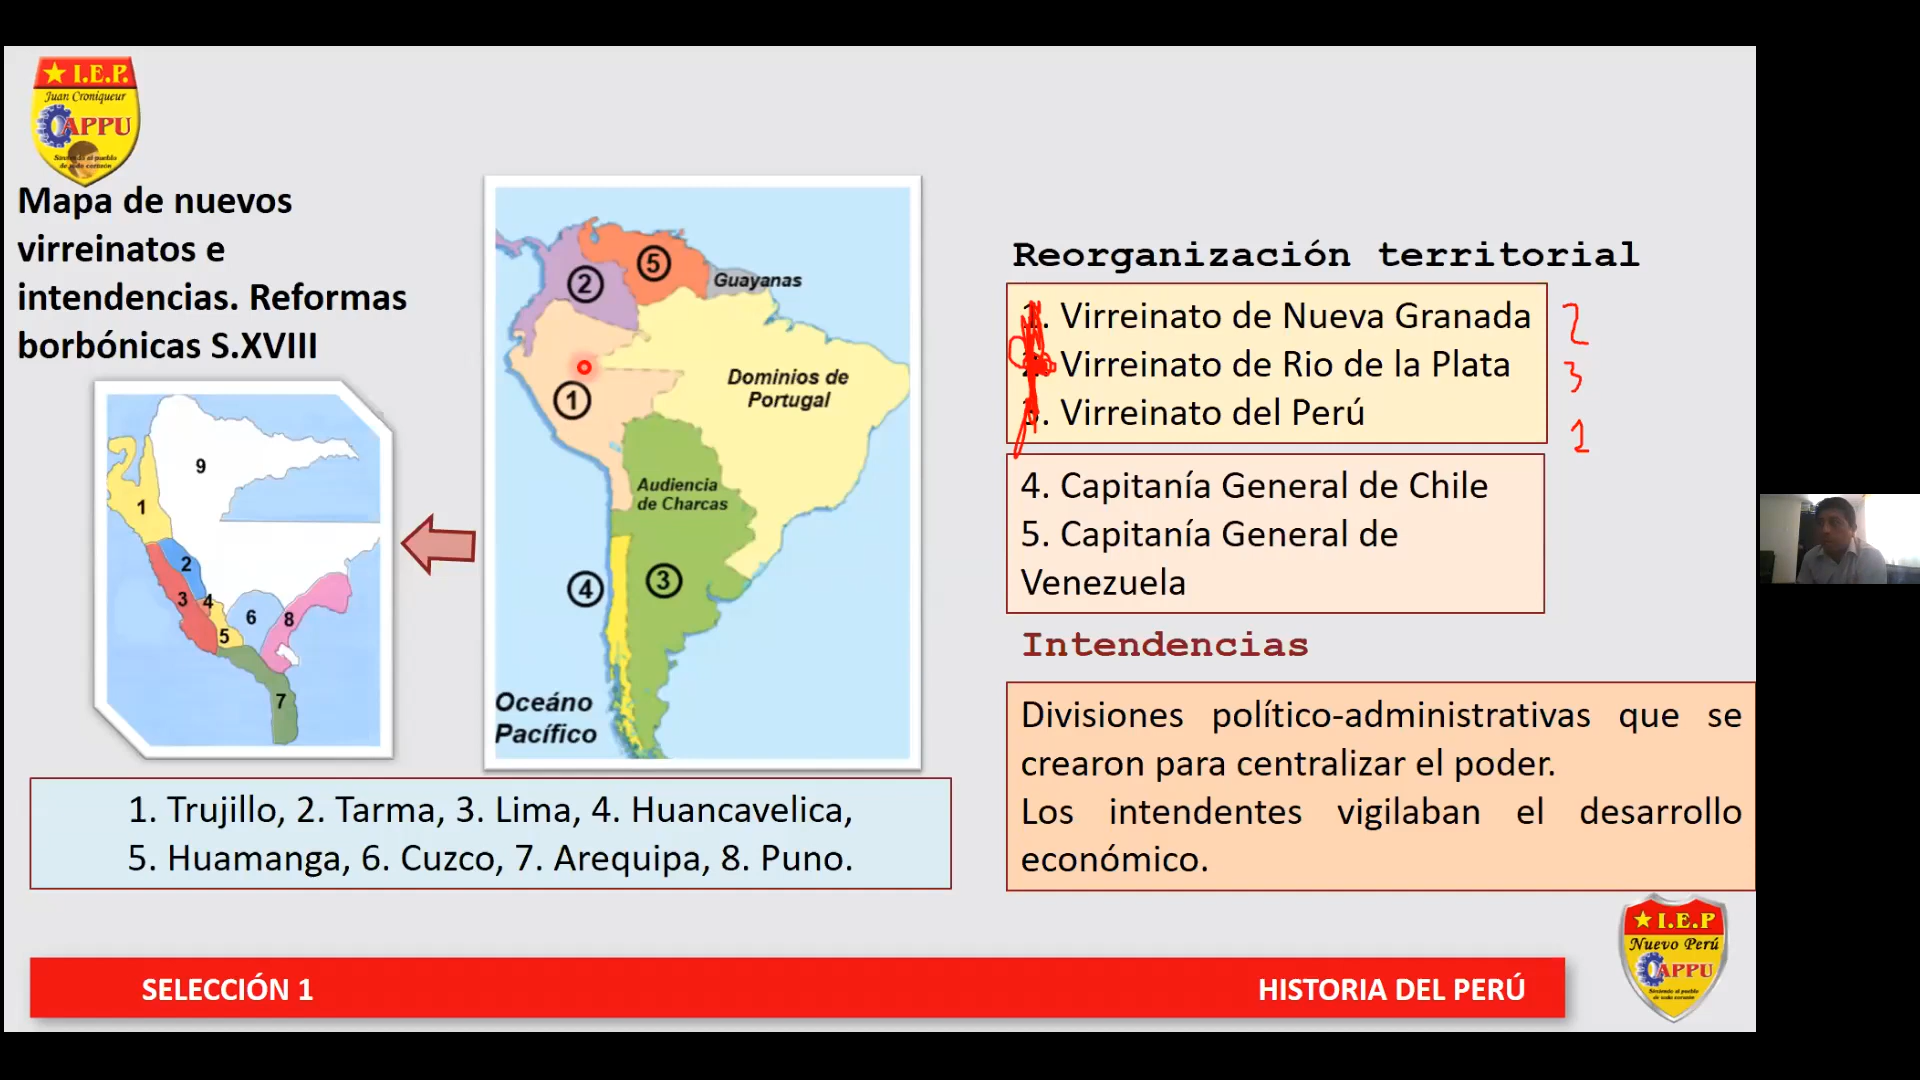 ★ I.E.P.
Juan Croniqueur
CAPPU
Mapa de nuevos
virreinatos e
intendencias. Reformas
borbónicas S.XVIII
9
1
2
3
4
5
6
8
7
2
5
Guayanas
1
Dominios de
Portugal
Audiencia
de Charcas
4
3
Oceáno
Pacífico
1. Trujillo, 2. Tarma, 3. Lima, 4. Huancavelica,
5. Huamanga, 6. Cuzco, 7. Arequipa, 8. Puno.
Reorganización territorial
1. Virreinato de Nueva Granada 2
2. Virreinato de Rio de la Plata 3
3. Virreinato del Perú 1
4. Capitanía General de Chile
5. Capitanía General de
Venezuela
Intendencias
Divisiones político-administrativas que se
crearon para centralizar el poder.
Los intendentes vigilaban el desarrollo
económico.
★ I.E.P
Nuevo Perú
CAPPU
SELECCIÓN 1
HISTORIA DEL PERÚ